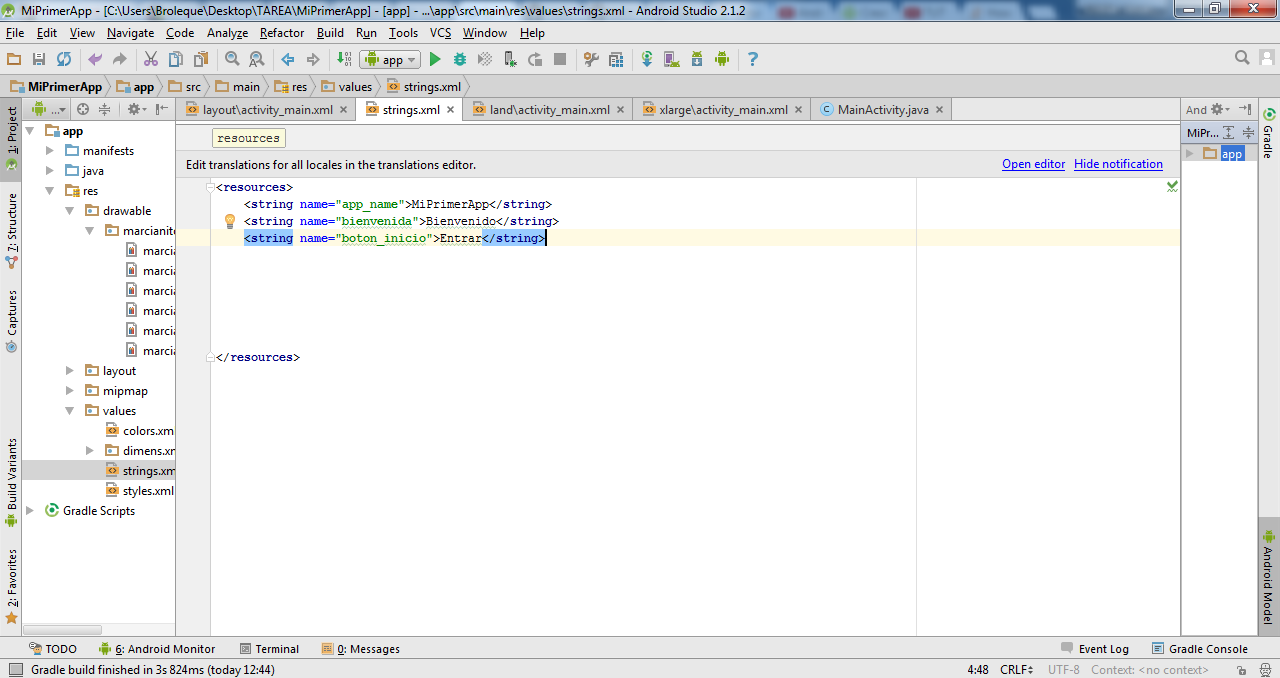 MiPrimerApp - [C:\Users\Broleque\Desktop\TAREA\MiPrimerApp] - [app] - ...\app\src\main\res\values\strings.xml - Android Studio 2.1.2
File Edit View Navigate Code Analyze Refactor Build Run Tools VCS Window Help
app
MiPrimerApp app src main res values strings.xml
1: Project
7: Structure
Captures
Build Variants
2: Favorites
...
layout\activity_main.xml strings.xml land\activity_main.xml xlarge\activity_main.xml MainActivity.java
app
manifests
java
res
drawable
marcianit
marcia
marcia
marcia
marcia
marcia
marcia
layout
mipmap
values
colors.xml
dimens.xm
strings.xm
styles.xml
Gradle Scripts
resources
Edit translations for all locales in the translations editor. Open editor Hide notification
<resources>
<string name="app_name">MiPrimerApp</string>
<string name="bienvenida">Bienvenido</string>
<string name="boton_inicio">Entrar</string>
</resources>
And
MiPr...
app
Gradle
Android Model
TODO 6: Android Monitor Terminal 0: Messages Event Log Gradle Console
Gradle build finished in 3s 824ms (today 12:44) 4:48 CRLF UTF-8 Context: <no context>